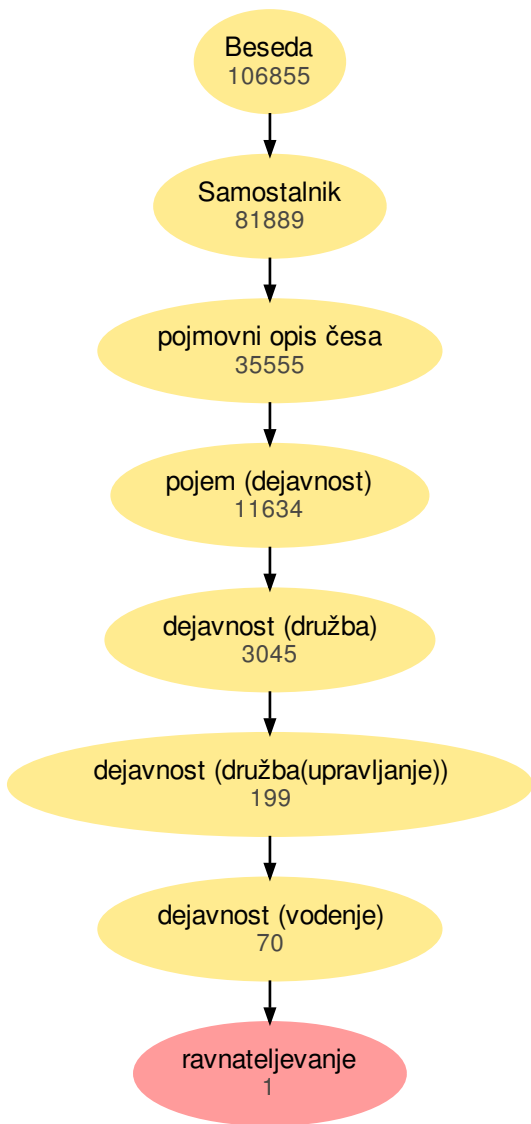 Beseda
106855
Samostalnik
81889
pojmovni opis česa
35555
pojem (dejavnost)
11634
dejavnost (družba)
3045
dejavnost (družba(upravljanje))
199
dejavnost (vodenje)
70
ravnateljevanje
1